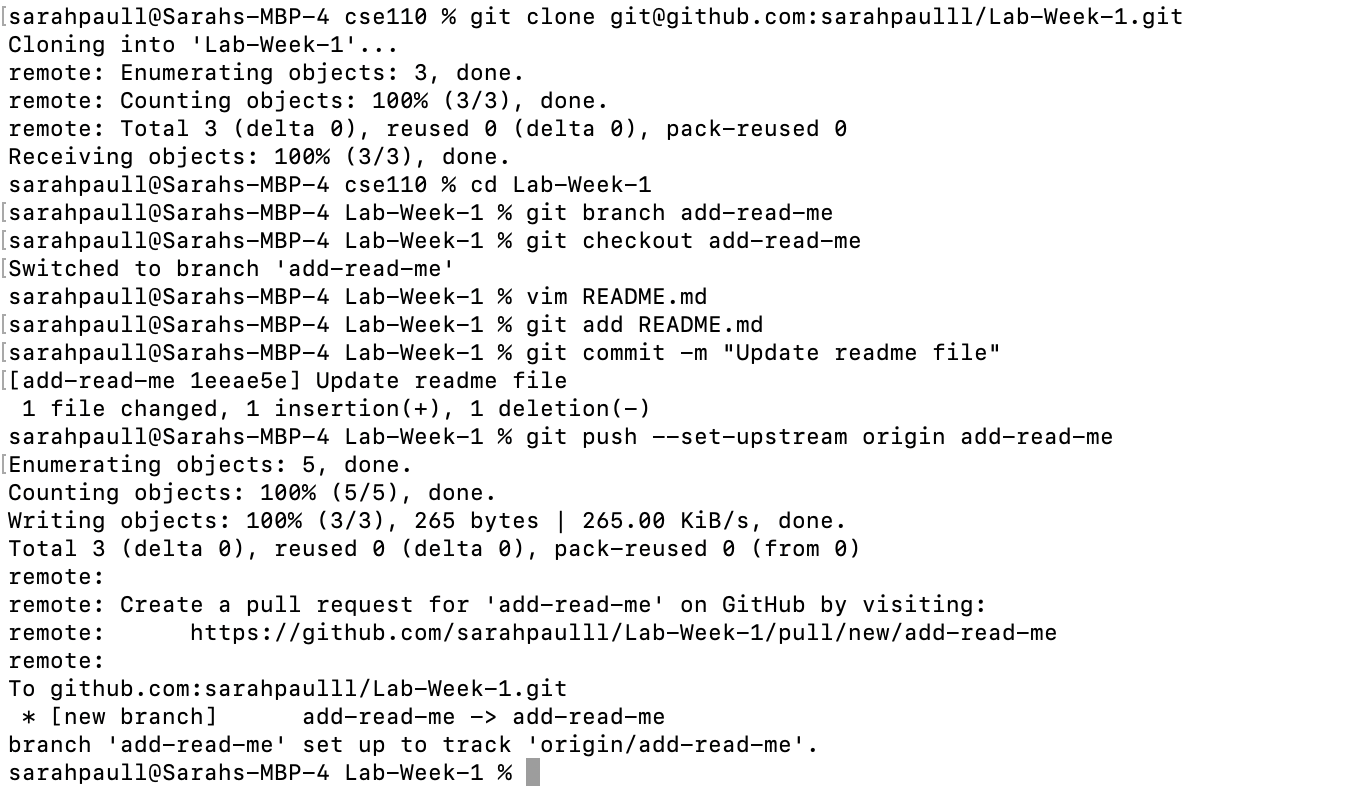 [sarahpaull@Sarahs-MBP-4 cse110 % git clone git@github.com:sarahpaulll/Lab-Week-1.git
Cloning into 'Lab-Week-1'...
remote: Enumerating objects: 3, done.
remote: Counting objects: 100% (3/3), done.
remote: Total 3 (delta 0), reused 0 (delta 0), pack-reused 0
Receiving objects: 100% (3/3), done.
sarahpaull@Sarahs-MBP-4 cse110 % cd Lab-Week-1
[sarahpaull@Sarahs-MBP-4 Lab-Week-1 % git branch add-read-me
[sarahpaull@Sarahs-MBP-4 Lab-Week-1 % git checkout add-read-me
[Switched to branch 'add-read-me'
sarahpaull@Sarahs-MBP-4 Lab-Week-1 % vim README.md
[sarahpaull@Sarahs-MBP-4 Lab-Week-1 % git add README.md
[sarahpaull@Sarahs-MBP-4 Lab-Week-1 % git commit -m "Update readme file"
[[add-read-me 1eeae5e] Update readme file
 1 file changed, 1 insertion(+), 1 deletion(-)
sarahpaull@Sarahs-MBP-4 Lab-Week-1 % git push --set-upstream origin add-read-me
[Enumerating objects: 5, done.
Counting objects: 100% (5/5), done.
Writing objects: 100% (3/3), 265 bytes | 265.00 KiB/s, done.
Total 3 (delta 0), reused 0 (delta 0), pack-reused 0 (from 0)
remote:
remote: Create a pull request for 'add-read-me' on GitHub by visiting:
remote:      https://github.com/sarahpaulll/Lab-Week-1/pull/new/add-read-me
remote:
To github.com:sarahpaulll/Lab-Week-1.git
 * [new branch]      add-read-me -> add-read-me
branch 'add-read-me' set up to track 'origin/add-read-me'.
sarahpaull@Sarahs-MBP-4 Lab-Week-1 %